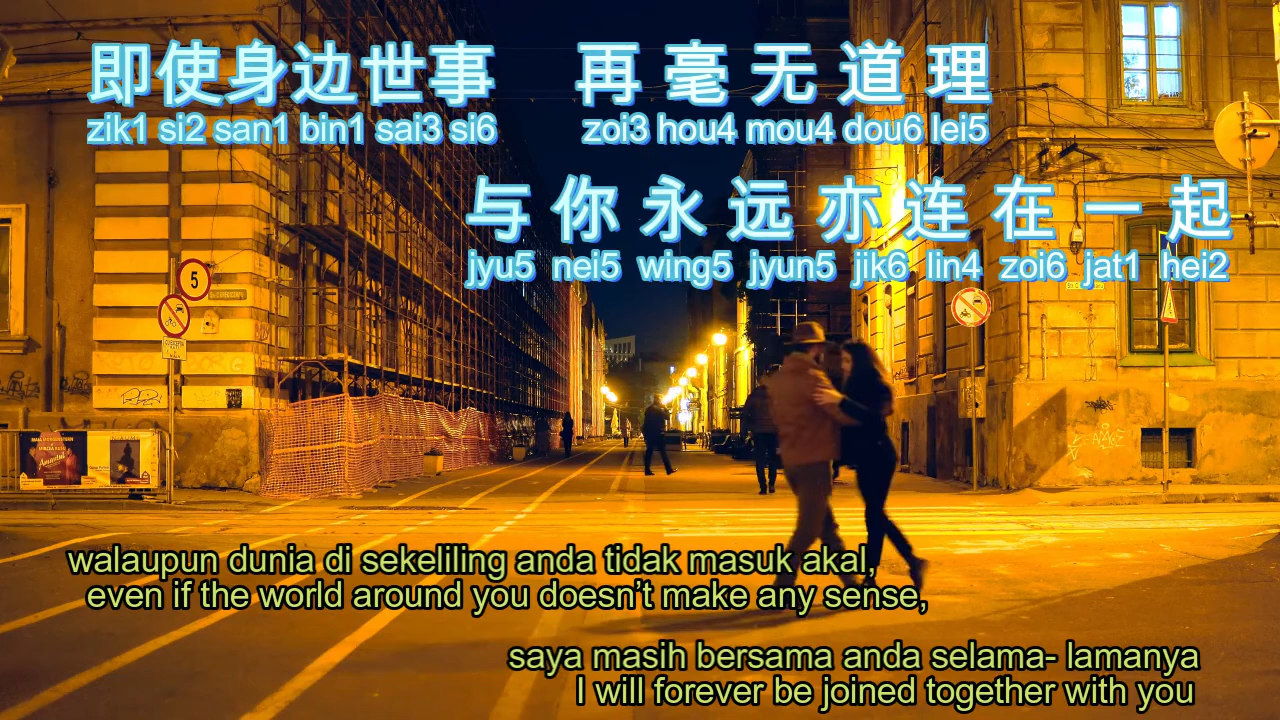 即使身边世事 再毫无道理
zik1 si2 san1 bin1 sai3 si6 zoi3 hou4 mou4 dou6 lei5
与你永远亦连在一起
jyu5 nei5 wing5 jyun5 jik6 lin4 zoi6 jat1 hei2
5
walaupun dunia di sekeliling anda tidak masuk akal,
even if the world around you doesn't make any sense,
saya masih bersama anda selama- lamanya
I will forever be joined together with you